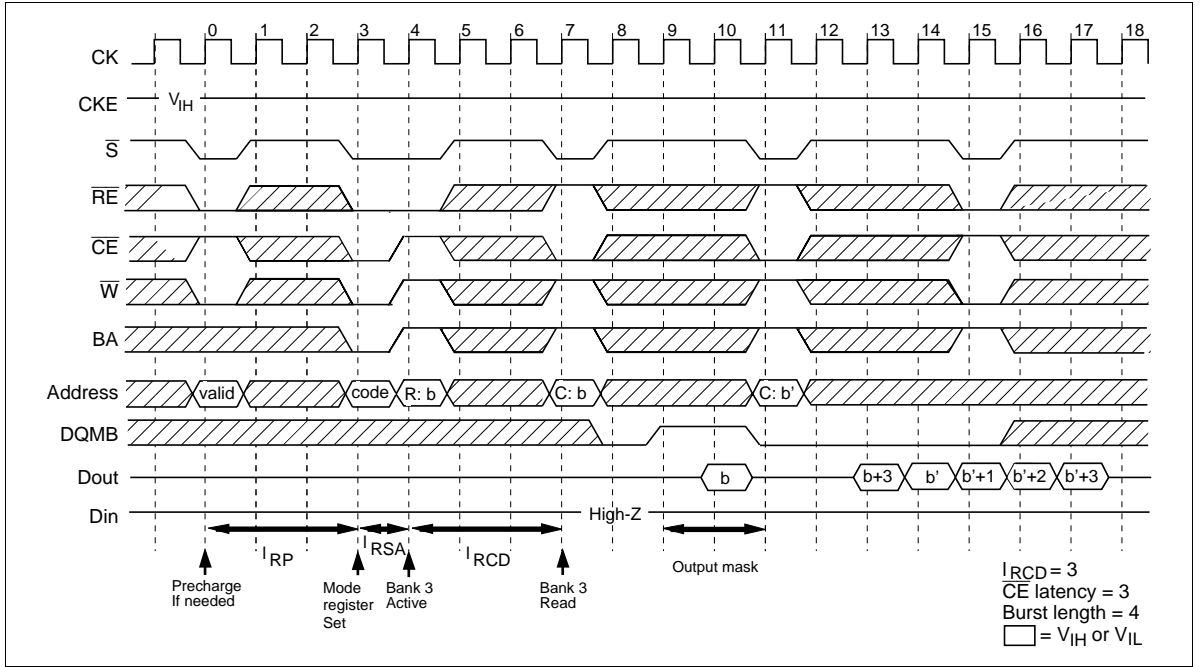 0 1 2 3 4 5 6 7 8 9 10 11 12 13 14 15 16 17 18
CK
CKE VIH
S
RE
CE
W
BA
Address valid code R: b C: b C: b'
DQMB
Dout b b+3 b' b'+1 b'+2 b'+3
Din High-Z
lRP lRSA lRCD Output mask
Precharge
If needed
Mode
register
Set
Bank 3
Active
Bank 3
Read
lRCD = 3
CE latency = 3
Burst length = 4
= VIH or VIL